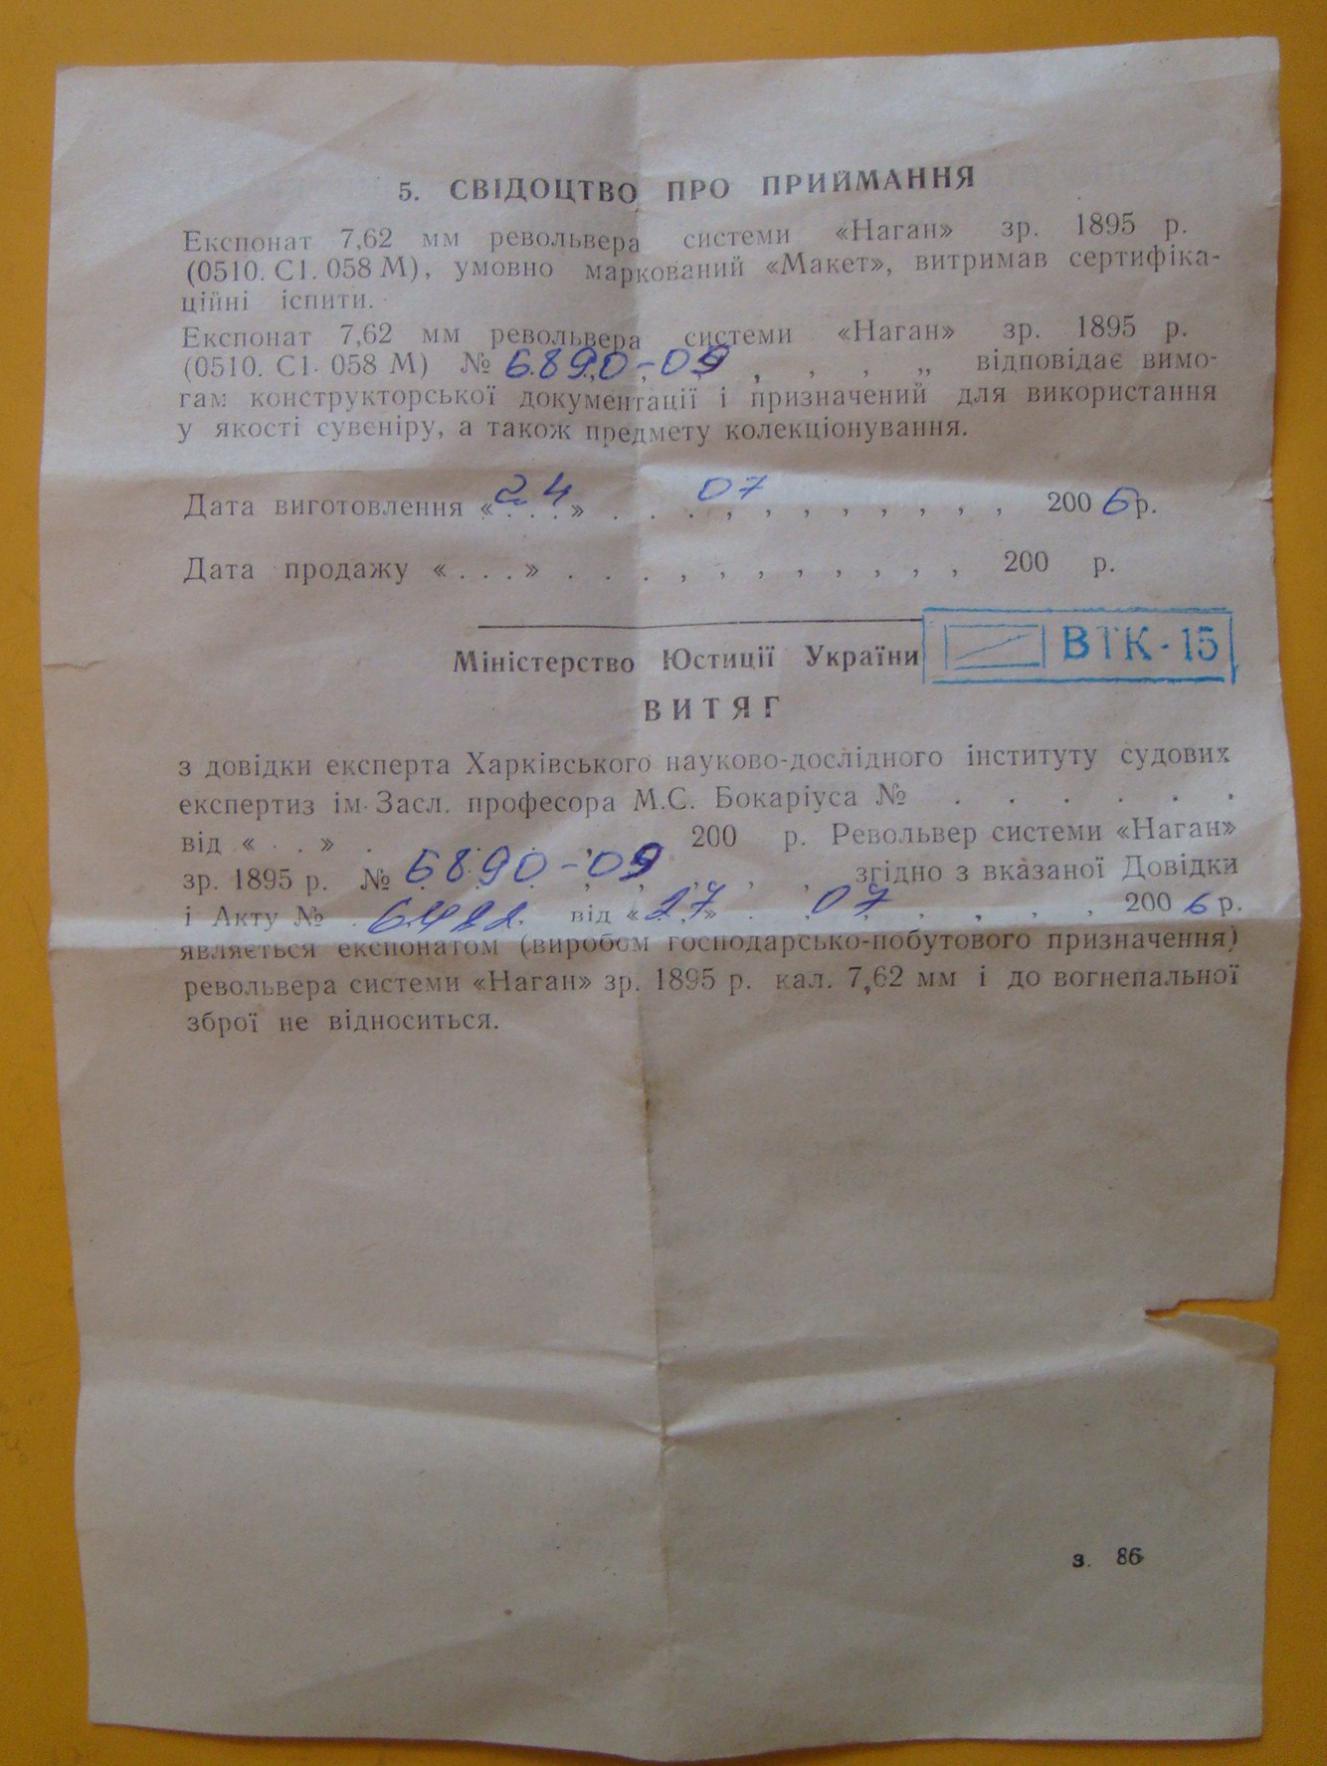 5. СВІДОЦТВО ПРО ПРИЙМАННЯ
Експонат 7,62 мм револьвера системи «Наган» зр. 1895 р.
(0510. С1. 058 М), умовно маркований «Макет», витримав сертифіка-
ційні іспити.
Експонат 7,62 мм револьвера системи «Наган» зр. 1895 р.
(0510. С1. 058 М) № 6890-09 , , , „ відповідає вимо-
гам конструкторської документації і призначений для використання
у якості сувеніру, а також предмету колекціонування.
Дата виготовлення «24» . . . 07 , , , , , , , 2006 р.
Дата продажу «. . .» . . . , , , , , , , , 200 р.
Міністерство Юстиції України
ВТК-15
ВИТЯГ
з довідки експерта Харківського науково-дослідного інституту судових
експертиз ім. Засл. професора М.С. Бокаріуса № . . . . . .
від « . . » . 200 р. Револьвер системи «Наган»
зр. 1895 р. № 6890-09 , , , згідно з вказаної Довідки
і Акту № від «27» . 07 , , , , 2006 р.
являється експонатом (виробом господарсько-побутового призначення)
револьвера системи «Наган» зр. 1895 р. кал. 7,62 мм і до вогнепальної
зброї не відноситься.
з. 86